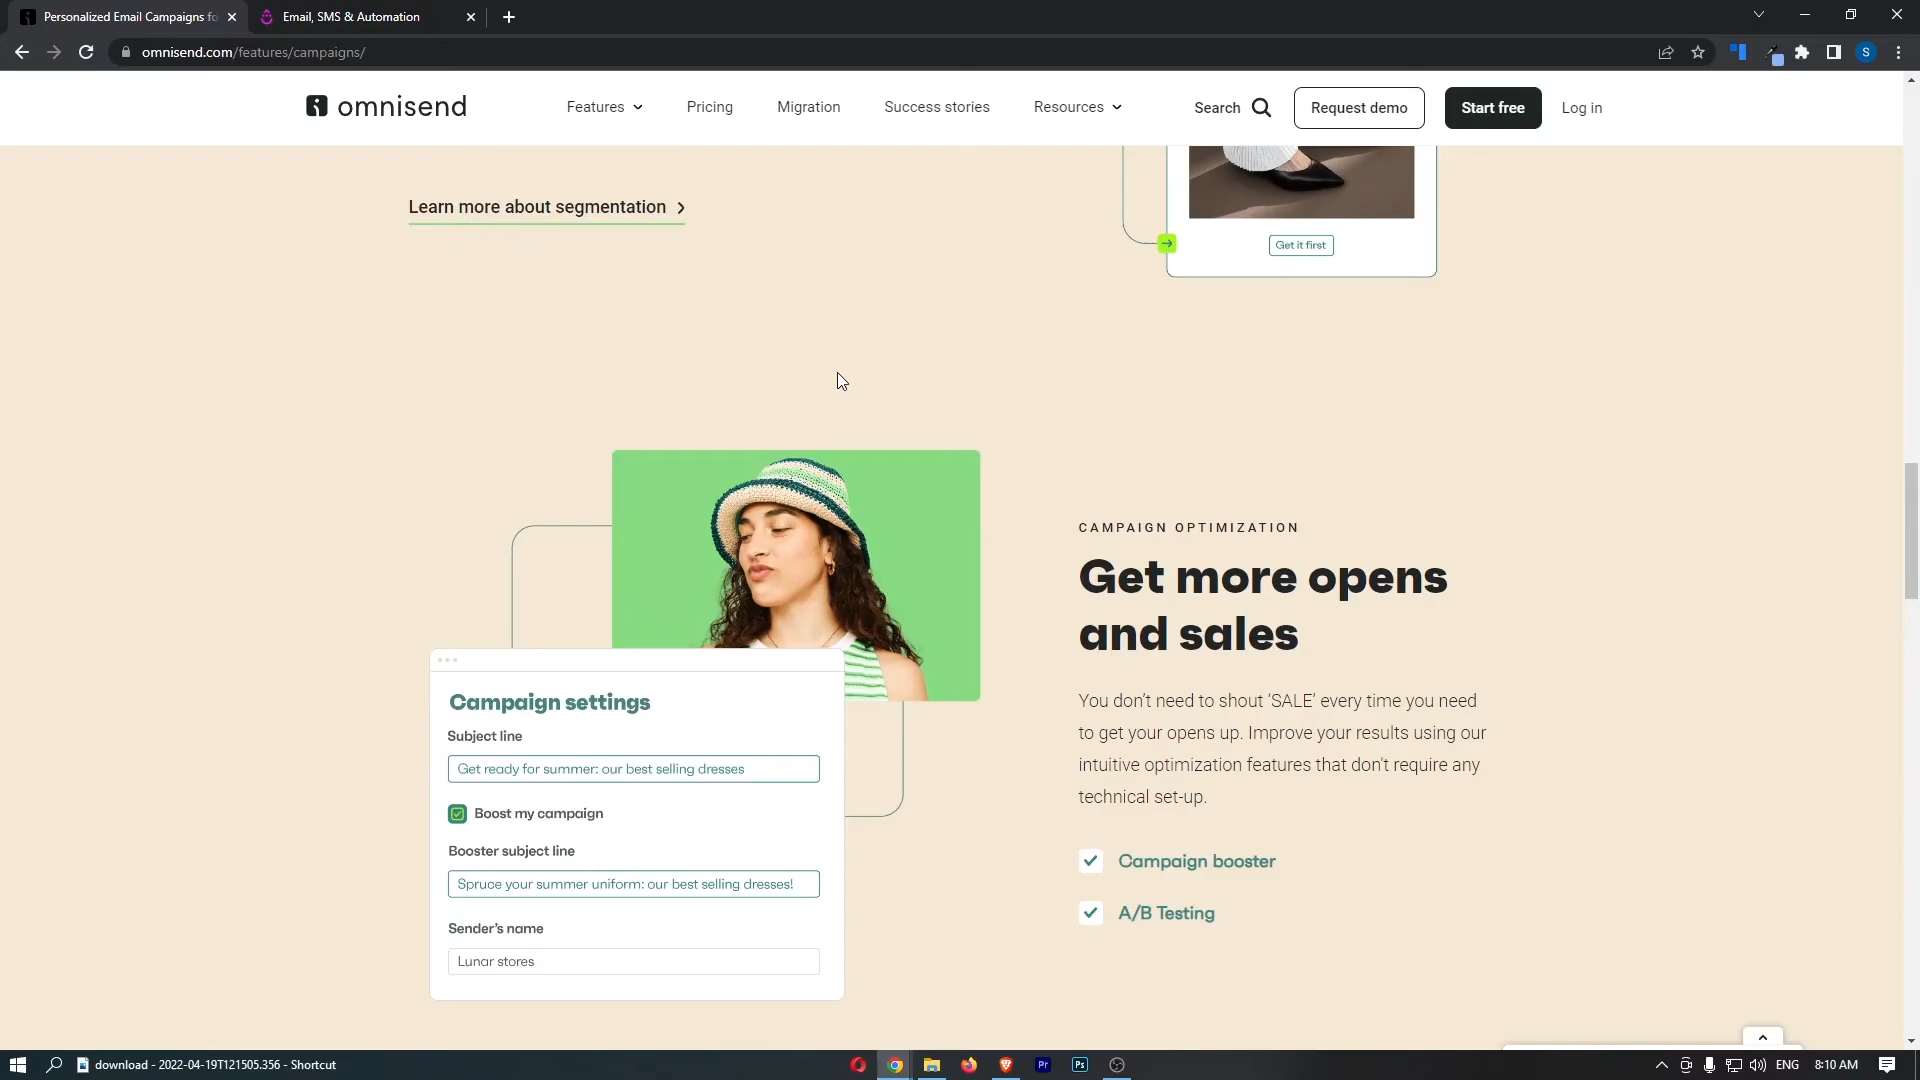 Personalized Email Campaigns fo
Email, SMS & Automation
omnisend.com/features/campaigns/
S
omnisend
Features
Pricing
Migration
Success stories
Resources
Search
Request demo
Start free
Log in
Learn more about segmentation
Get it first
CAMPAIGN OPTIMIZATION
Get more opens
and sales
You don’t need to shout ‘SALE’ every time you need
to get your opens up. Improve your results using our
intuitive optimization features that don't require any
technical set-up.
Campaign booster
A/B Testing
Campaign settings
Subject line
Get ready for summer: our best selling dresses
Boost my campaign
Booster subject line
Spruce your summer uniform: our best selling dresses!
Sender’s name
Lunar stores
download - 2022-04-19T121505.356 - Shortcut
Pr
Ps
ENG
8:10 AM